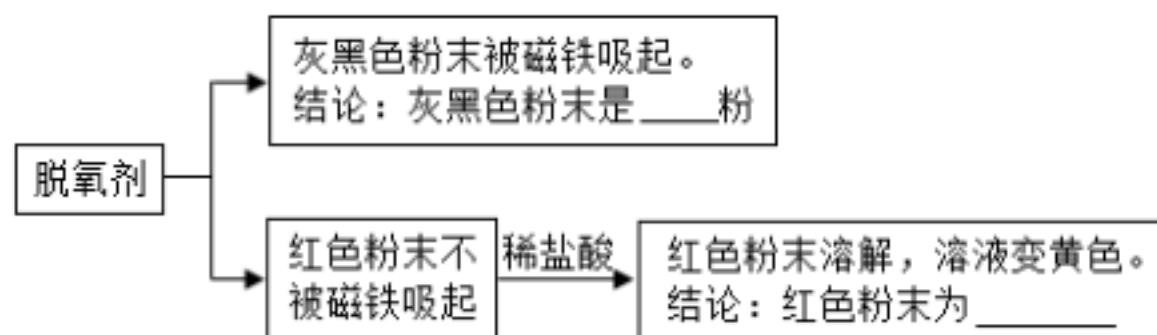 灰黑色粉末被磁铁吸起。
结论：灰黑色粉末是____粉
脱氧剂
红色粉末不
被磁铁吸起
稀盐酸
红色粉末溶解，溶液变黄色。
结论：红色粉末为_______